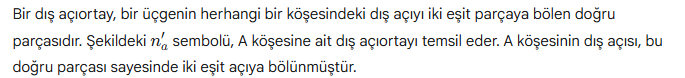 Bir dış açıortay, bir üçgenin herhangi bir köşesindeki dış açıyı iki eşit parçaya bölen doğru
parçasıdır. Şekildeki n′ₐ sembolü, A köşesine ait dış açıortayı temsil eder. A köşesinin dış açısı, bu
doğru parçası sayesinde iki eşit açıya bölünmüştür.